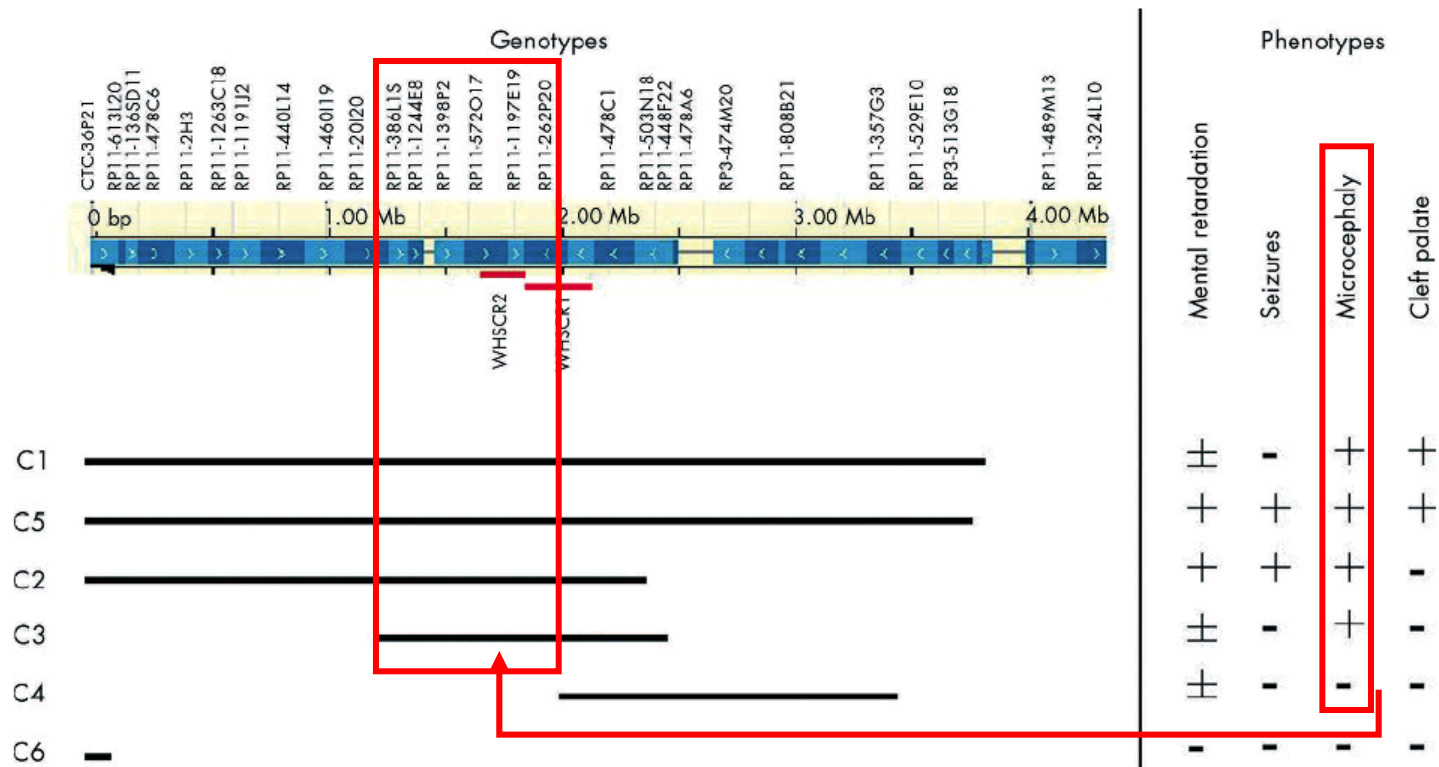 Genotypes
Phenotypes
CTC-36P21
RP11-613L20
RP11-136SD11
RP11-478C6
RP11-2H3
RP11-1263C18
RP11-1191J2
RP11-440L14
RP11-460I19
RP11-20I20
RP11-386L1S
RP11-1244E8
RP11-1398P2
RP11-572O17
RP11-1197E19
RP11-262P20
RP11-478C1
RP11-503N18
RP11-448F22
RP11-478A6
RP3-474M20
RP11-808B21
RP11-357G3
RP11-529E10
RP3-513G18
RP11-489M13
RP11-324L10
Mental retardation
Seizures
Microcephaly
Cleft palate
0 bp 1.00 Mb 2.00 Mb 3.00 Mb 4.00 Mb
WHSCR2
WHSCR1
C1 ± - + +
C5 + + + +
C2 + + + -
C3 ± - + -
C4 ± - - -
C6 - - - -